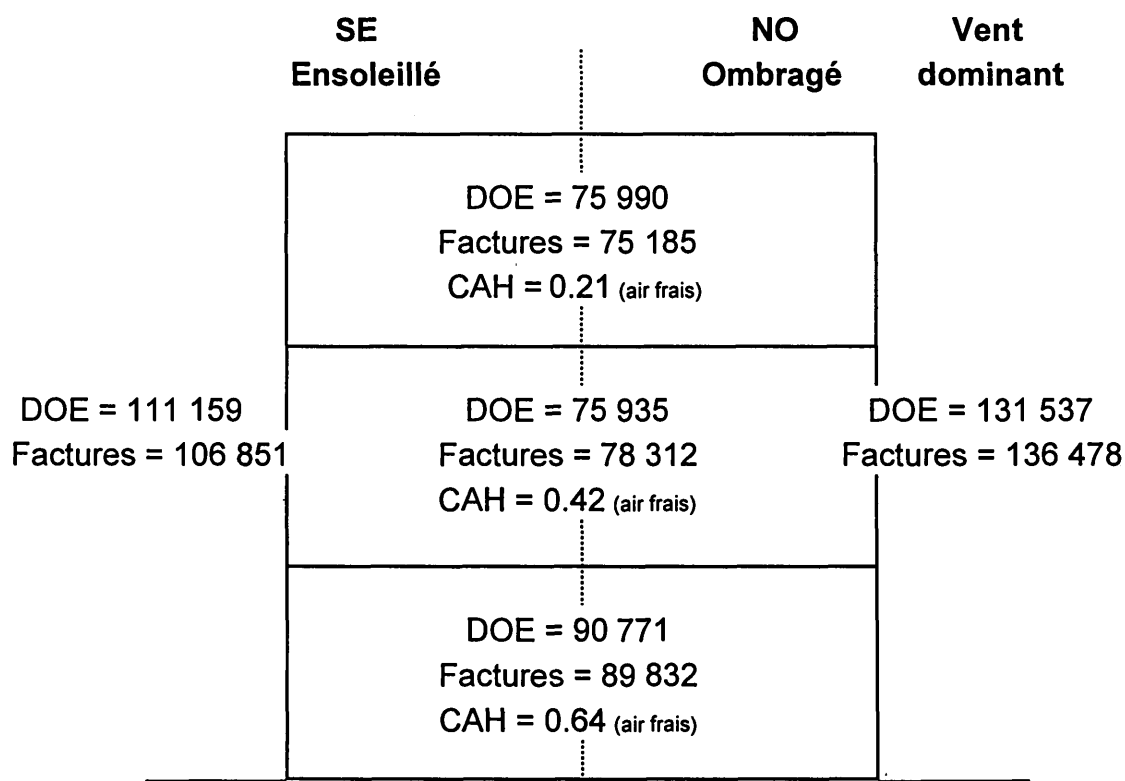 SE
Ensoleillé
NO
Ombragé
Vent
dominant
DOE = 75 990
Factures = 75 185
CAH = 0.21 (air frais)
DOE = 111 159
Factures = 106 851
DOE = 75 935
Factures = 78 312
CAH = 0.42 (air frais)
DOE = 131 537
Factures = 136 478
DOE = 90 771
Factures = 89 832
CAH = 0.64 (air frais)